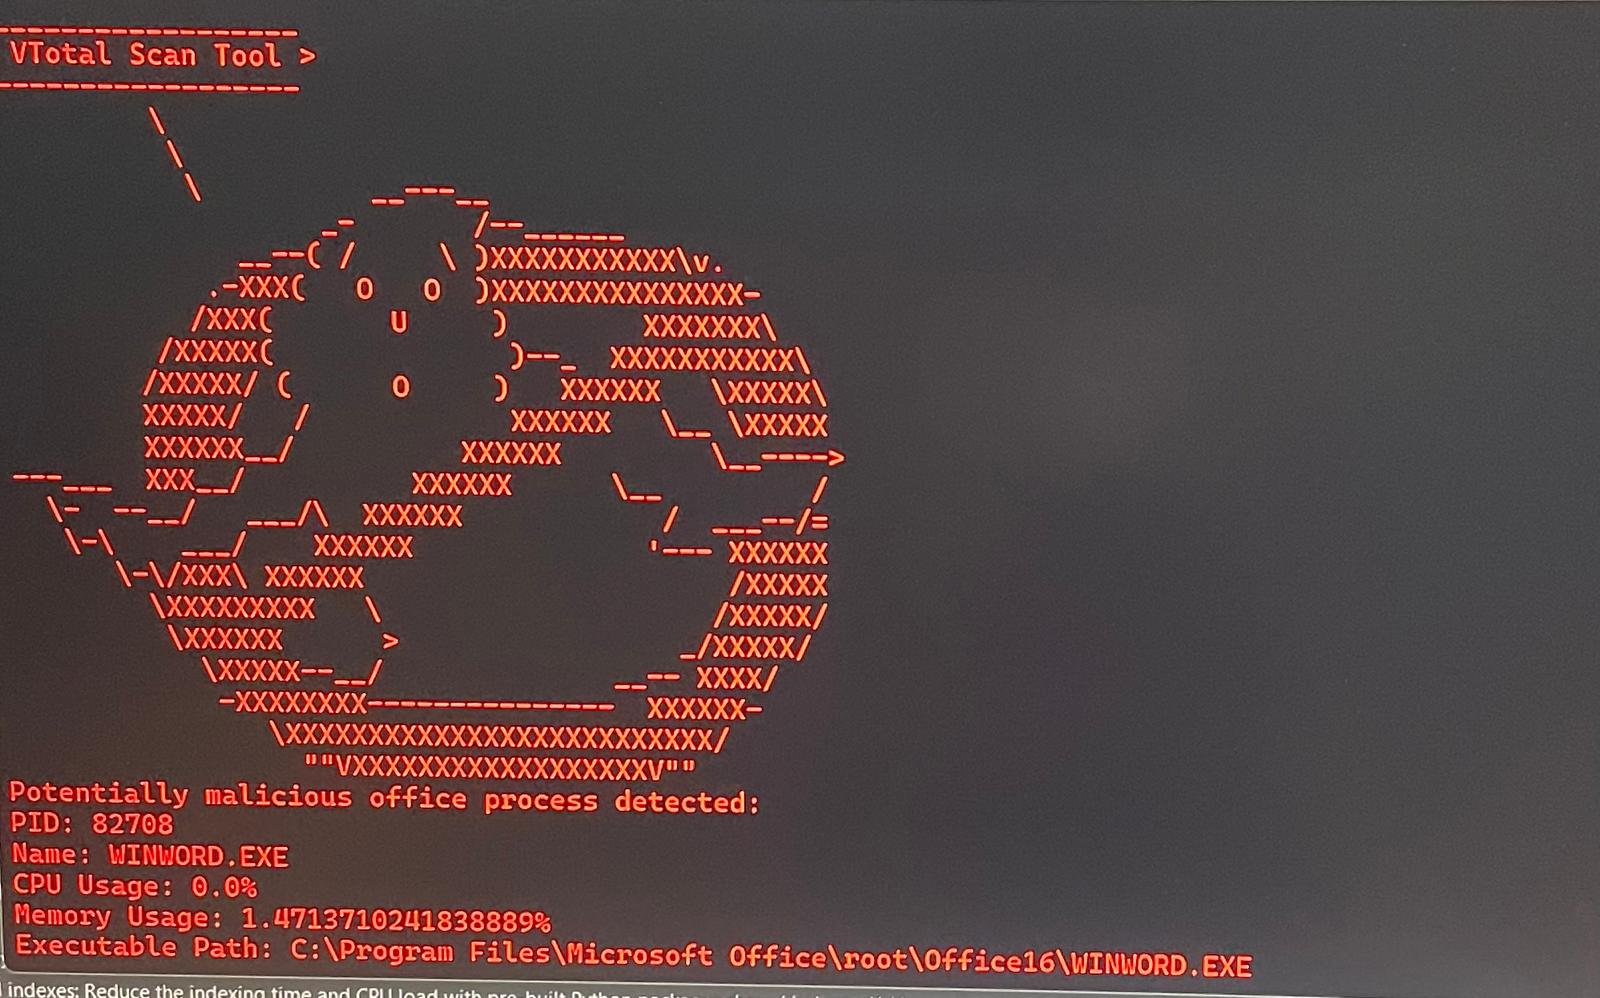 VTotal Scan Tool >
Potentially malicious office process detected:
PID: 82708
Name: WINWORD.EXE
CPU Usage: 0.0%
Memory Usage: 1.4713710241838889%
Executable Path: C:\Program Files\Microsoft Office\root\Office16\WINWORD.EXE
indexes: Reduce the indexing time and CPU load with pre-built Python